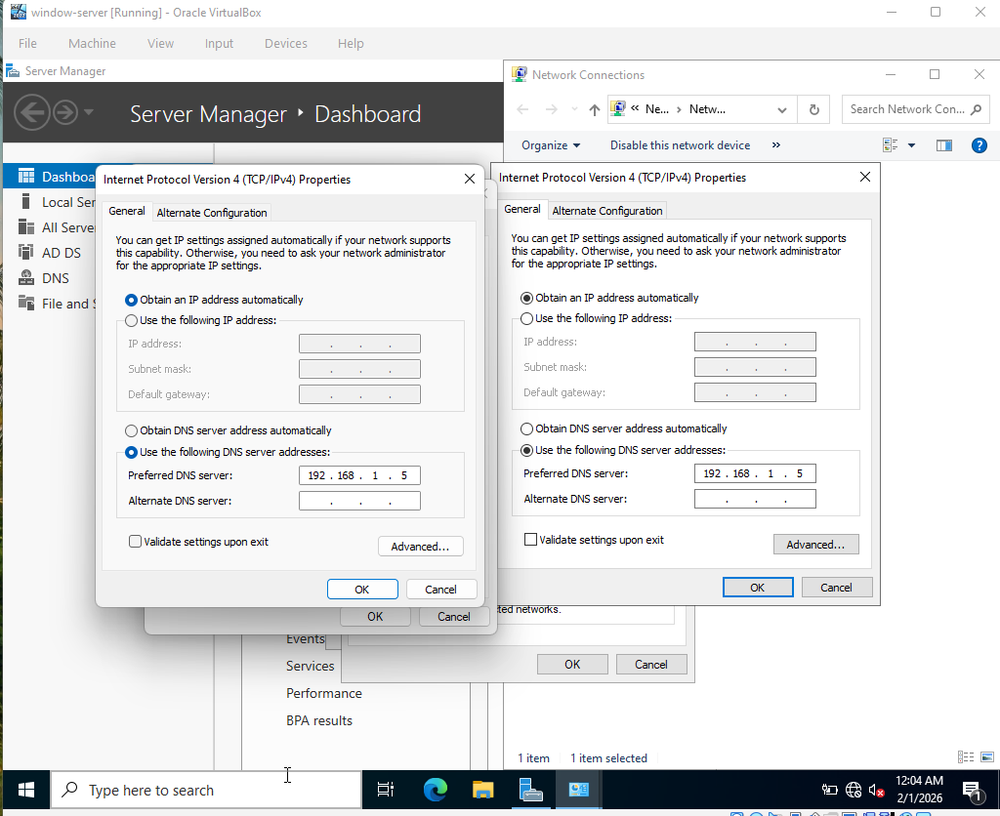 window-server [Running] - Oracle VirtualBox
File Machine View Input Devices Help
Server Manager
Server Manager Dashboard
Dashboa
Local Ser
All Serve
AD DS
DNS
File and S
Network Connections
« Ne... › Netw...
Search Network Con...
Organize Disable this network device »
Internet Protocol Version 4 (TCP/IPv4) Properties
General Alternate Configuration
You can get IP settings assigned automatically if your network supports
this capability. Otherwise, you need to ask your network administrator
for the appropriate IP settings.
Obtain an IP address automatically
Use the following IP address:
IP address: . . .
Subnet mask: . . .
Default gateway: . . .
Obtain DNS server address automatically
Use the following DNS server addresses:
Preferred DNS server: 192 . 168 . 1 . 5
Alternate DNS server: . . .
Validate settings upon exit
Advanced...
OK Cancel
OK Cancel
Internet Protocol Version 4 (TCP/IPv4) Properties
General Alternate Configuration
You can get IP settings assigned automatically if your network supports
this capability. Otherwise, you need to ask your network administrator
for the appropriate IP settings.
Obtain an IP address automatically
Use the following IP address:
IP address: . . .
Subnet mask: . . .
Default gateway: . . .
Obtain DNS server address automatically
Use the following DNS server addresses:
Preferred DNS server: 192 . 168 . 1 . 5
Alternate DNS server: . . .
Validate settings upon exit
Advanced...
OK Cancel
cted networks.
OK Cancel
Events
Services
Performance
BPA results
1 item 1 item selected
Type here to search
12:04 AM
2/1/2026
1